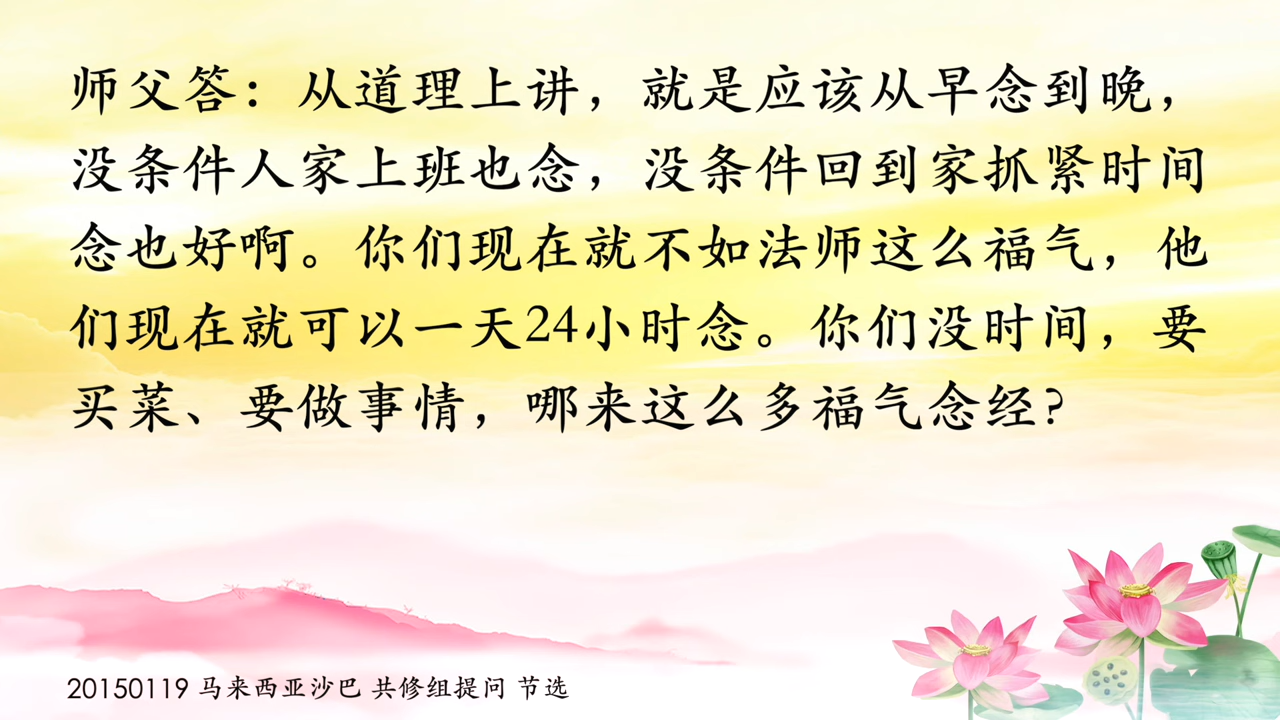 师父答：从道理上讲，就是应该从早念到晚，
没条件人家上班也念，没条件回到家抓紧时间
念也好啊。你们现在就不如法师这么福气，他
们现在就可以一天24小时念。你们没时间，要
买菜、要做事情，哪来这么多福气念经？
20150119 马来西亚沙巴 共修组提问 节选